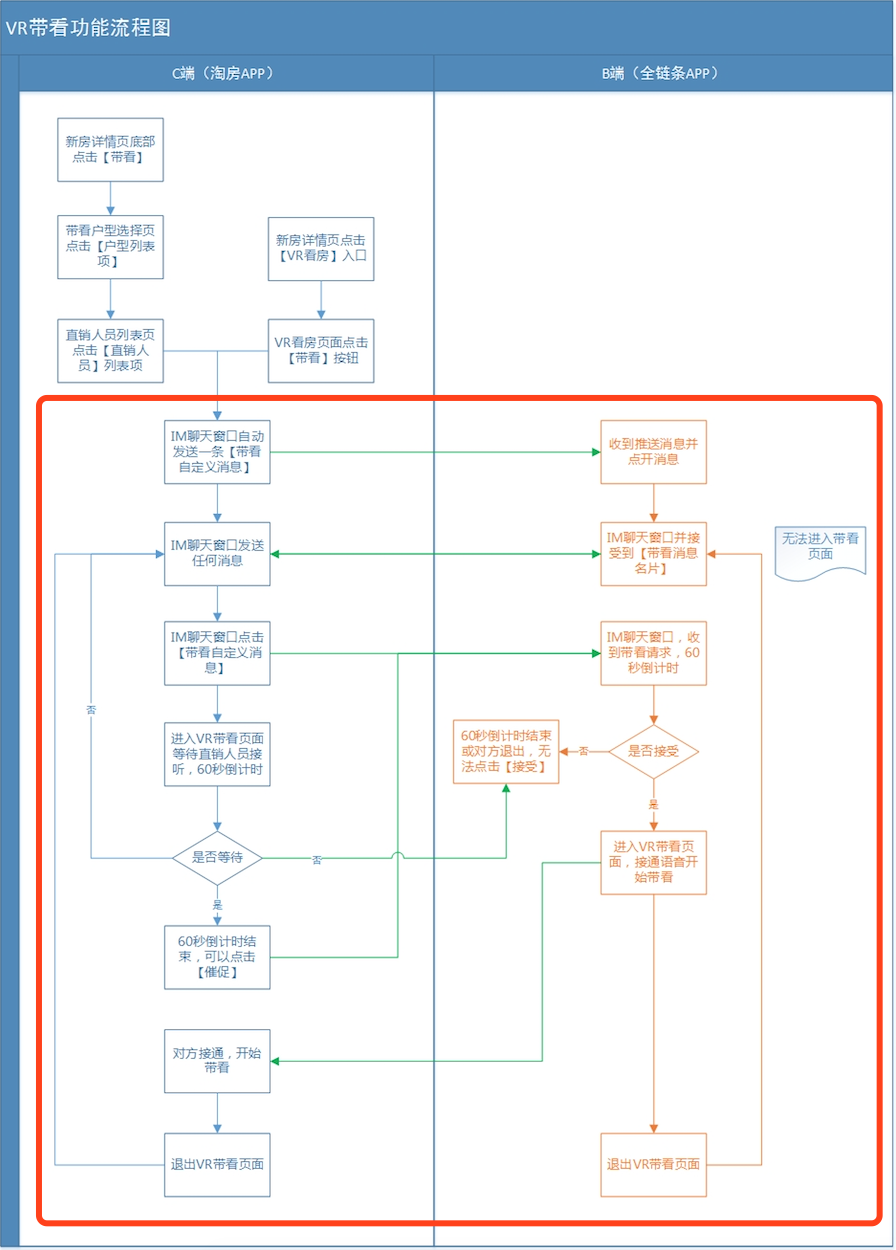 VR带看功能流程图
C端（淘房APP）
B端（全链条APP）
新房详情页底部
点击【带看】
带看户型选择页
点击【户型列表
项】
新房详情页点击
【VR看房】入口
直销人员列表页
点击【直销人
员】列表项
VR看房页面点击
【带看】按钮
IM聊天窗口自动
发送一条【带看
自定义消息】
收到推送消息并
点开消息
IM聊天窗口发送
任何消息
IM聊天窗口并接
受到【带看消息
名片】
无法进入带看
页面
IM聊天窗口点击
【带看自定义消
息】
IM聊天窗口，收
到带看请求，60
秒倒计时
否
进入VR带看页面
等待直销人员接
听，60秒倒计时
60秒倒计时结束
或对方退出，无
法点击【接受】
否
是否接受
是
是否等待
否
进入VR带看页
面，接通语音开
始带看
是
60秒倒计时结
束，可以点击
【催促】
对方接通，开始
带看
退出VR带看页面
退出VR带看页面